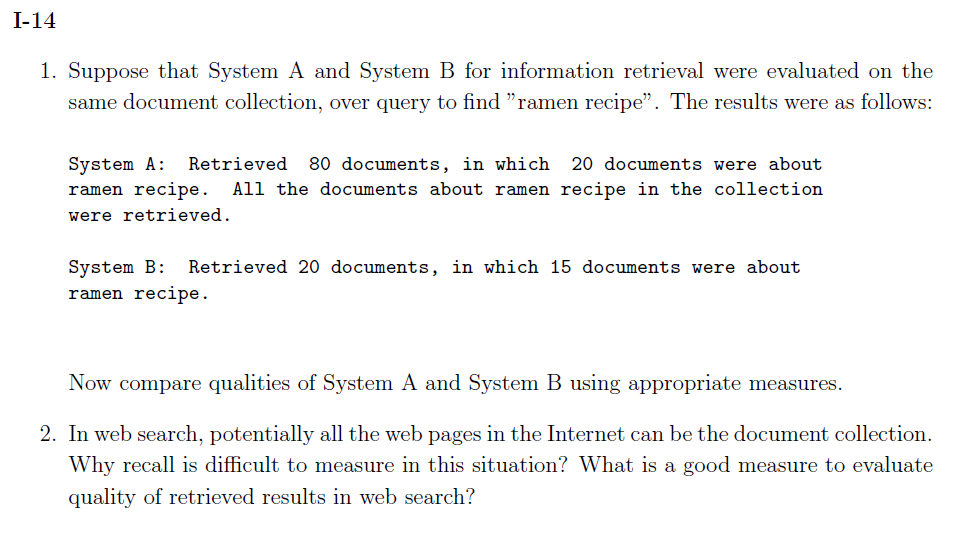 I-14
1. Suppose that System A and System B for information retrieval were evaluated on the
same document collection, over query to find ”ramen recipe”. The results were as follows:
System A: Retrieved 80 documents, in which 20 documents were about
ramen recipe. All the documents about ramen recipe in the collection
were retrieved.
System B: Retrieved 20 documents, in which 15 documents were about
ramen recipe.
Now compare qualities of System A and System B using appropriate measures.
2. In web search, potentially all the web pages in the Internet can be the document collection.
Why recall is difficult to measure in this situation? What is a good measure to evaluate
quality of retrieved results in web search?